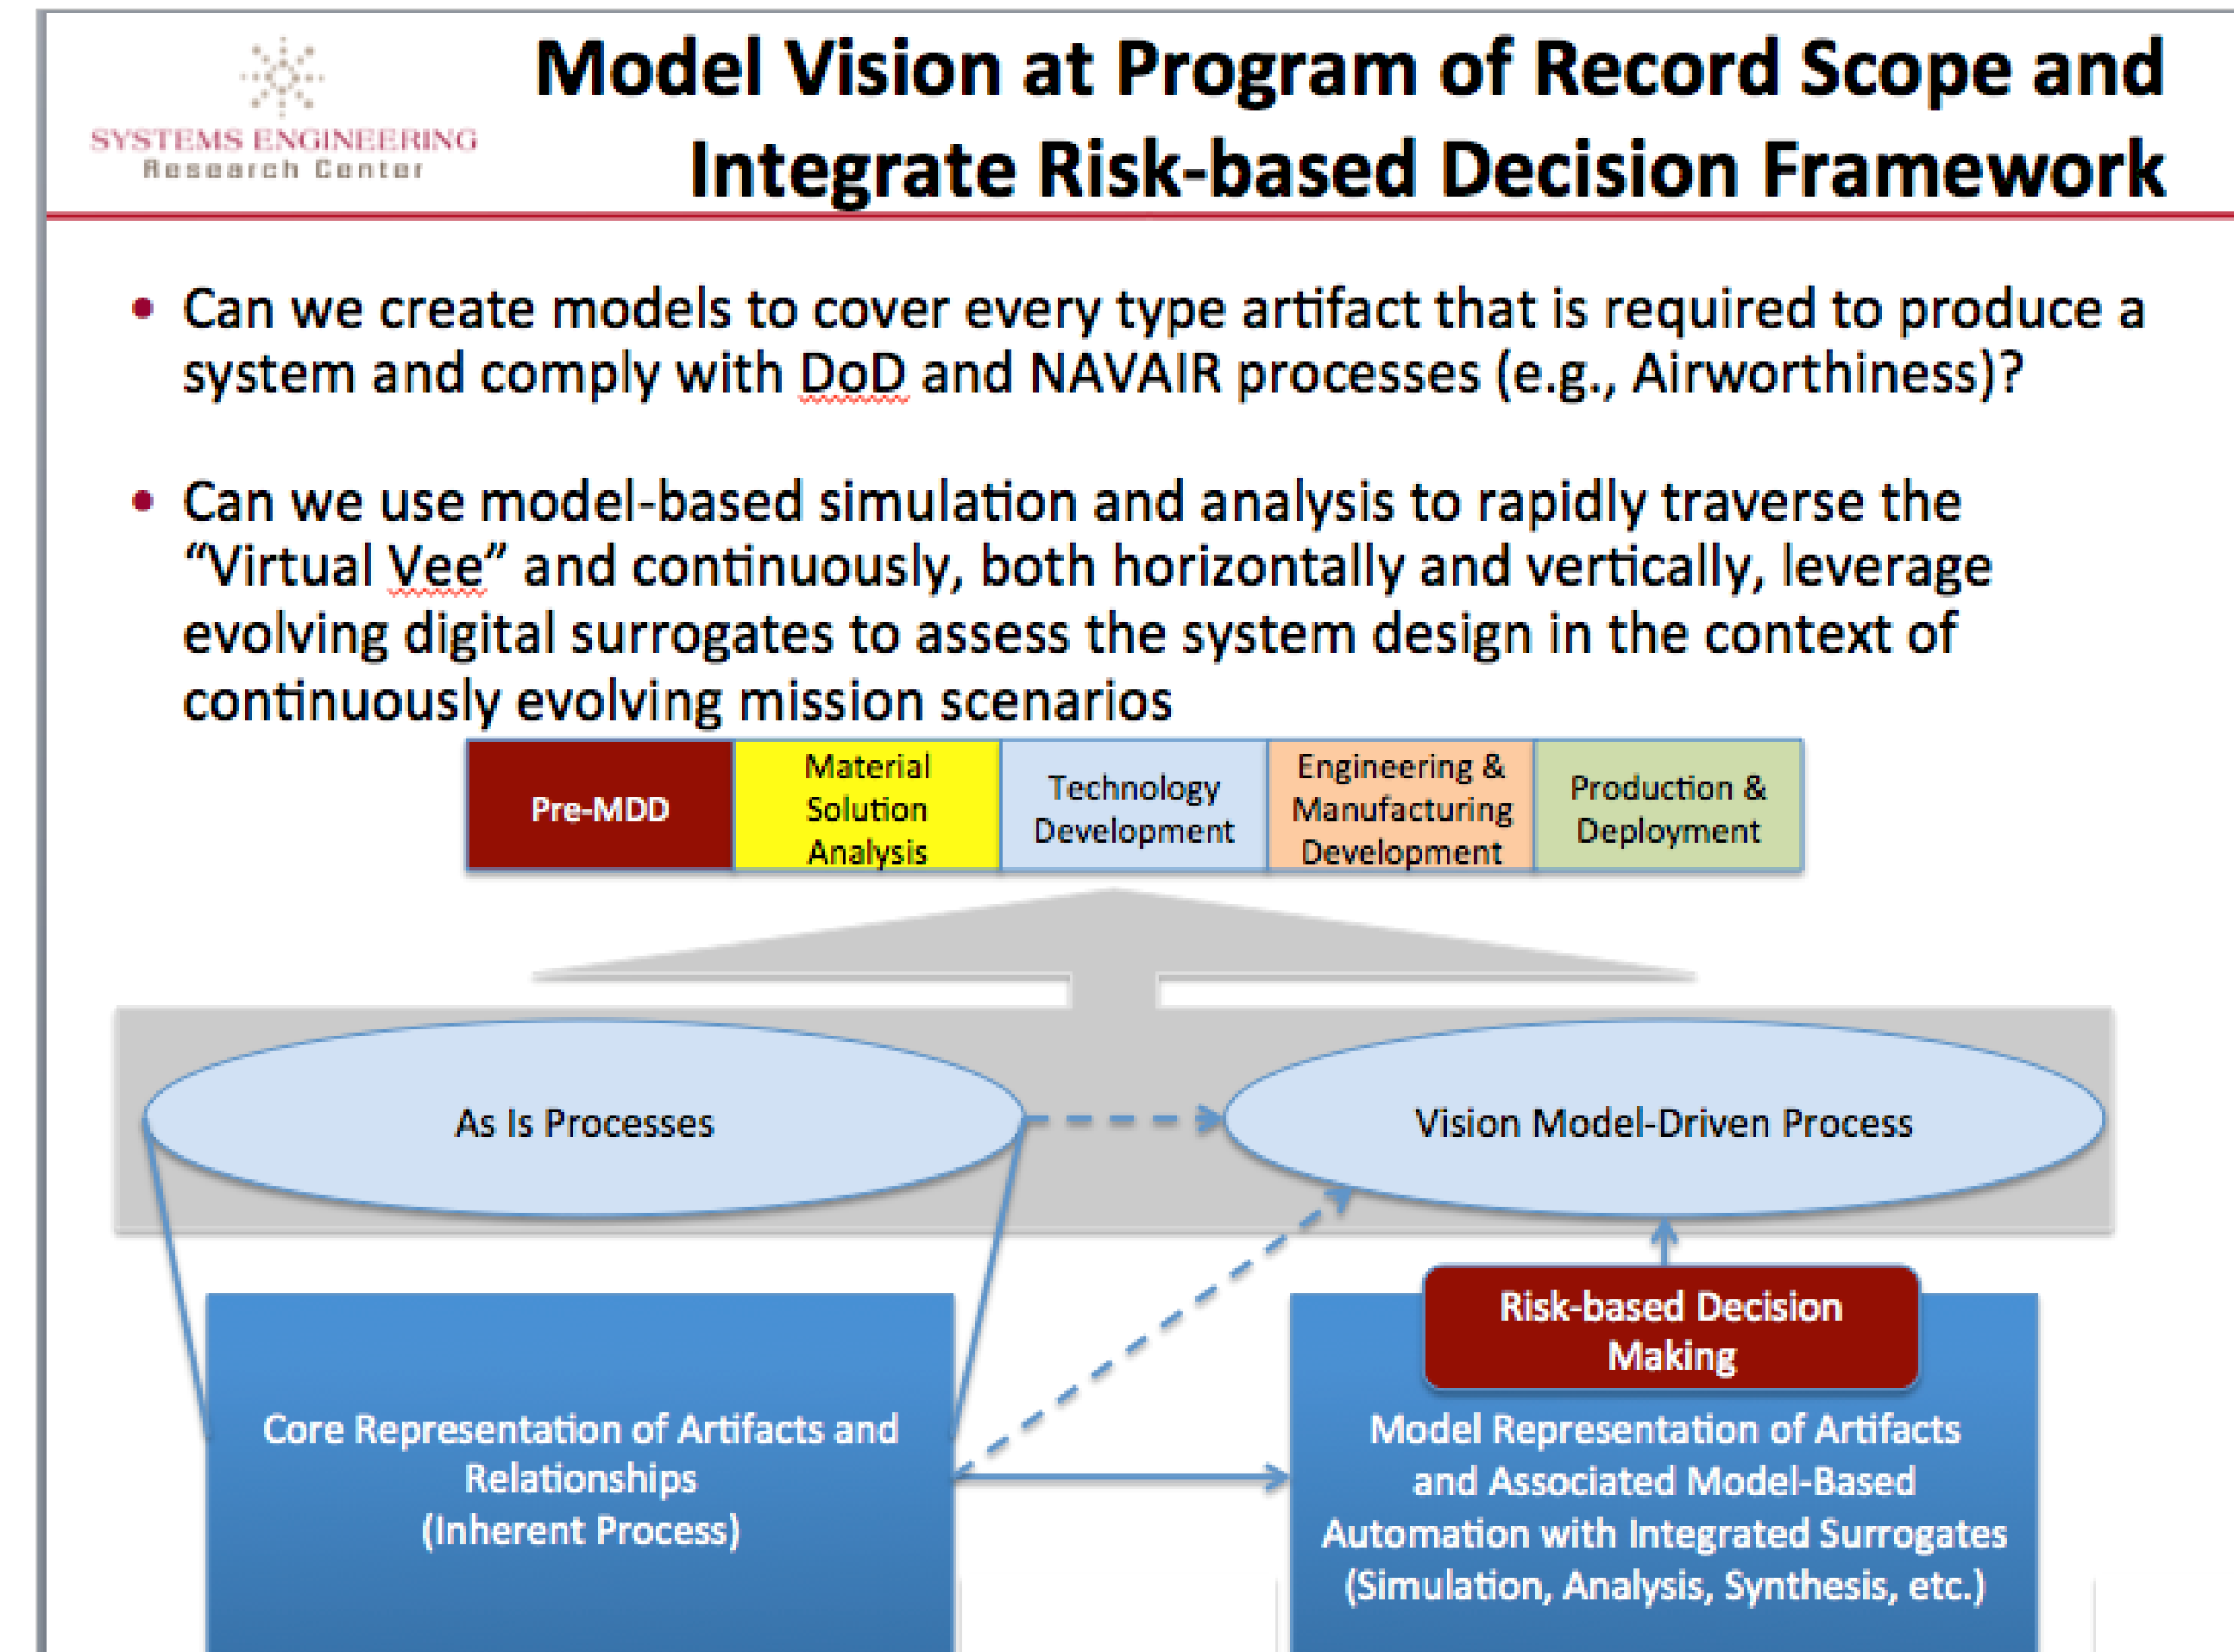 SYSTEMS ENGINEERING
Research Center
Model Vision at Program of Record Scope and
Integrate Risk-based Decision Framework
• Can we create models to cover every type artifact that is required to produce a
system and comply with DoD and NAVAIR processes (e.g., Airworthiness)?
• Can we use model-based simulation and analysis to rapidly traverse the
“Virtual Vee” and continuously, both horizontally and vertically, leverage
evolving digital surrogates to assess the system design in the context of
continuously evolving mission scenarios
Pre-MDD
Material
Solution
Analysis
Technology
Development
Engineering &
Manufacturing
Development
Production &
Deployment
As Is Processes
Vision Model-Driven Process
Risk-based Decision
Making
Core Representation of Artifacts and
Relationships
(Inherent Process)
Model Representation of Artifacts
and Associated Model-Based
Automation with Integrated Surrogates
(Simulation, Analysis, Synthesis, etc.)